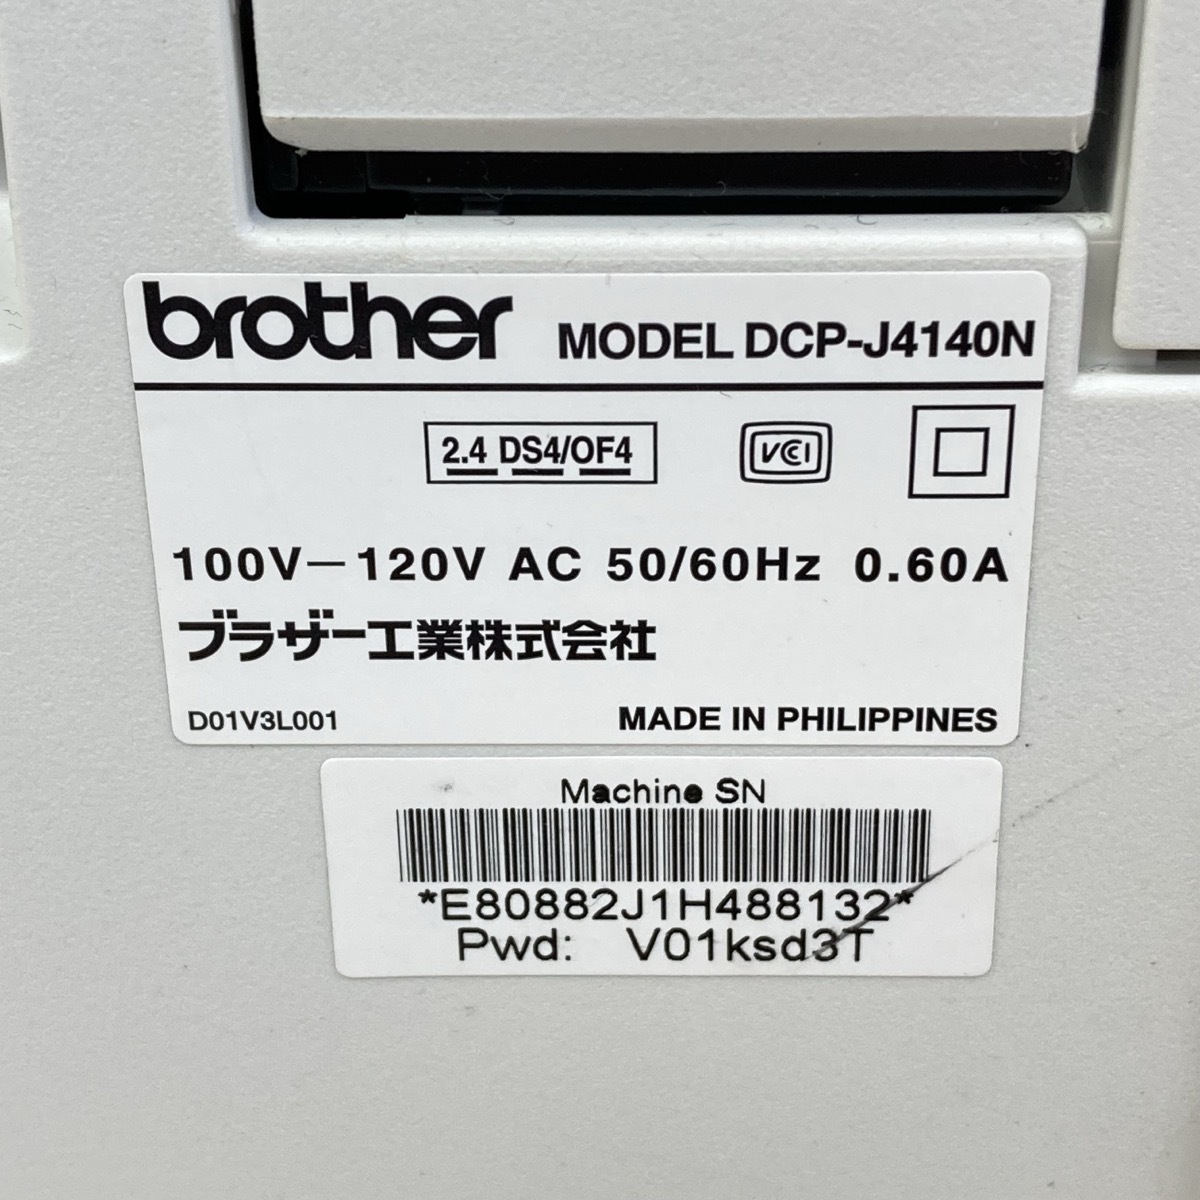 brother MODEL DCP-J4140N
2.4 DS4/OF4 VCCI
100V－120V AC 50/60Hz 0.60A
ブラザー工業株式会社
D01V3L001 MADE IN PHILIPPINES
Machine SN
*E80882J1H488132*
Pwd: V01ksd3T